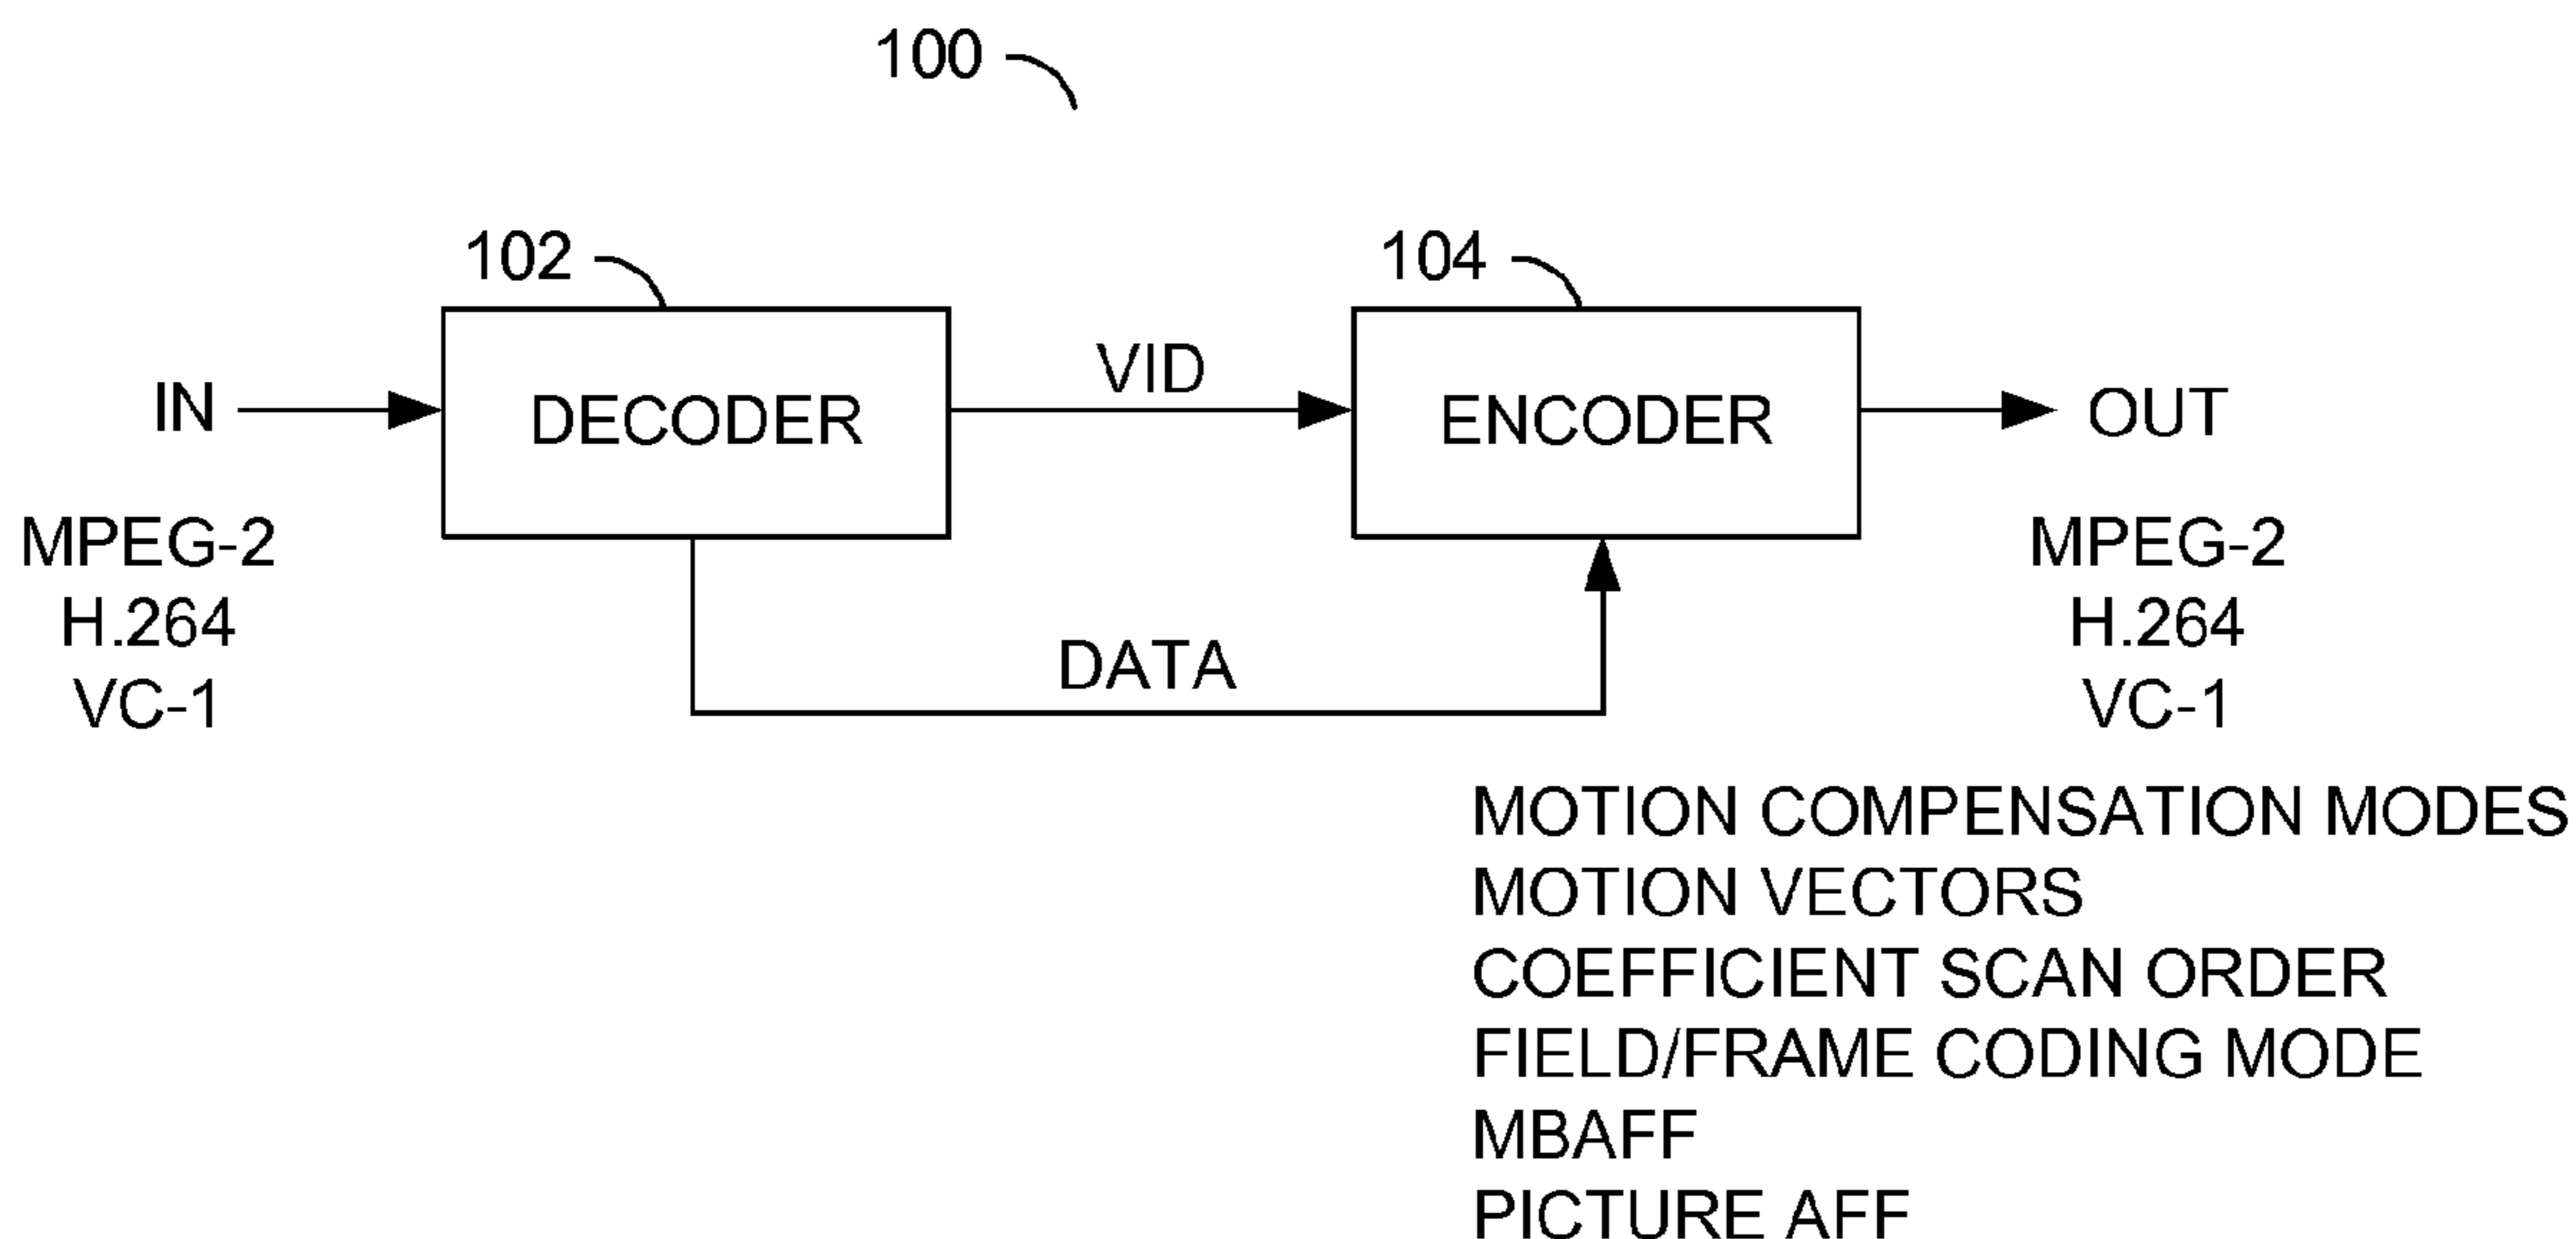 100
102
104
IN
DECODER
VID
ENCODER
OUT
MPEG-2
H.264
VC-1
DATA
MPEG-2
H.264
VC-1
MOTION COMPENSATION MODES
MOTION VECTORS
COEFFICIENT SCAN ORDER
FIELD/FRAME CODING MODE
MBAFF
PICTURE AFF